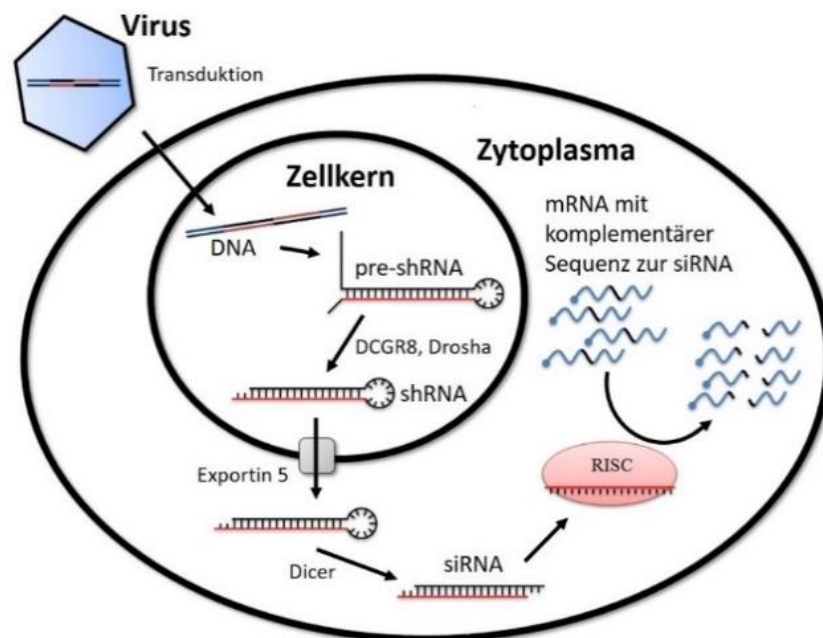 Virus
Transduktion
Zytoplasma
Zellkern
mRNA mit
komplementärer
Sequenz zur siRNA
DNA
pre-shRNA
DCGR8, Drosha
shRNA
Exportin 5
RISC
siRNA
Dicer